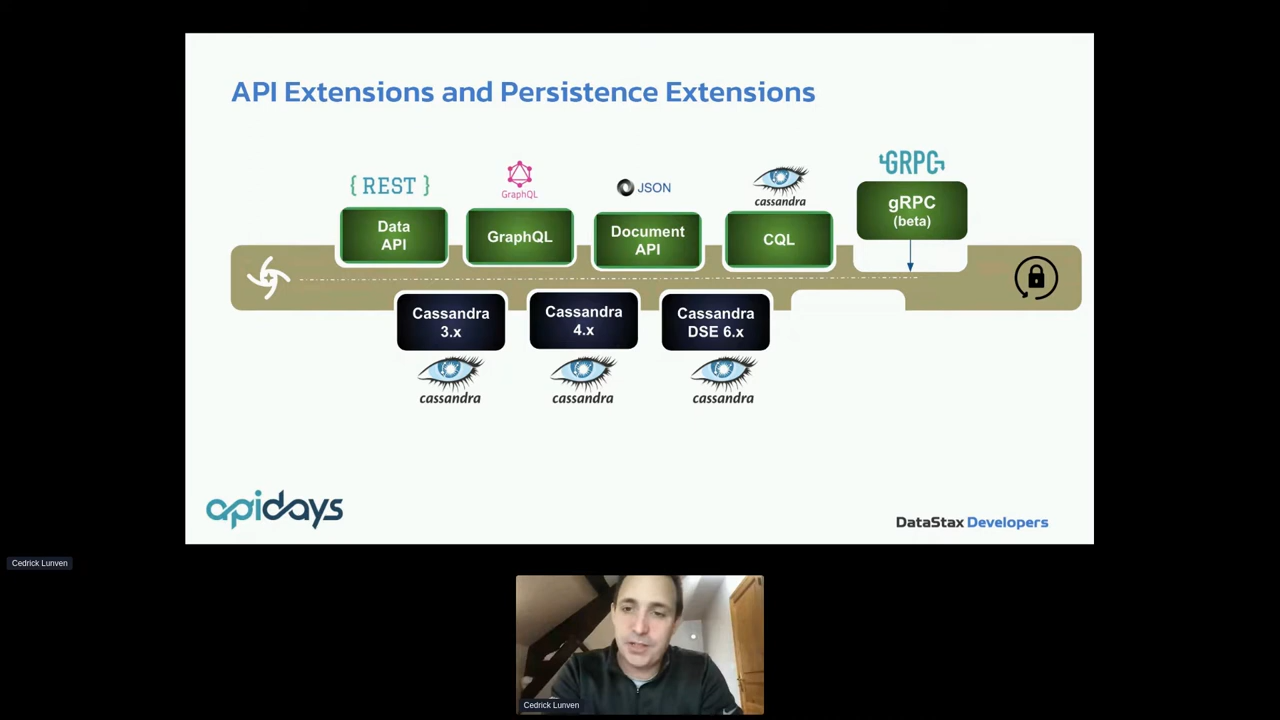 API Extensions and Persistence Extensions
{ REST }
GraphQL
JSON
cassandra
GRPC
Data
API
GraphQL
Document
API
CQL
gRPC
(beta)
Cassandra
3.x
Cassandra
4.x
Cassandra
DSE 6.x
cassandra
cassandra
cassandra
apidays
DataStax Developers
Cedrick Lunven
Cedrick Lunven